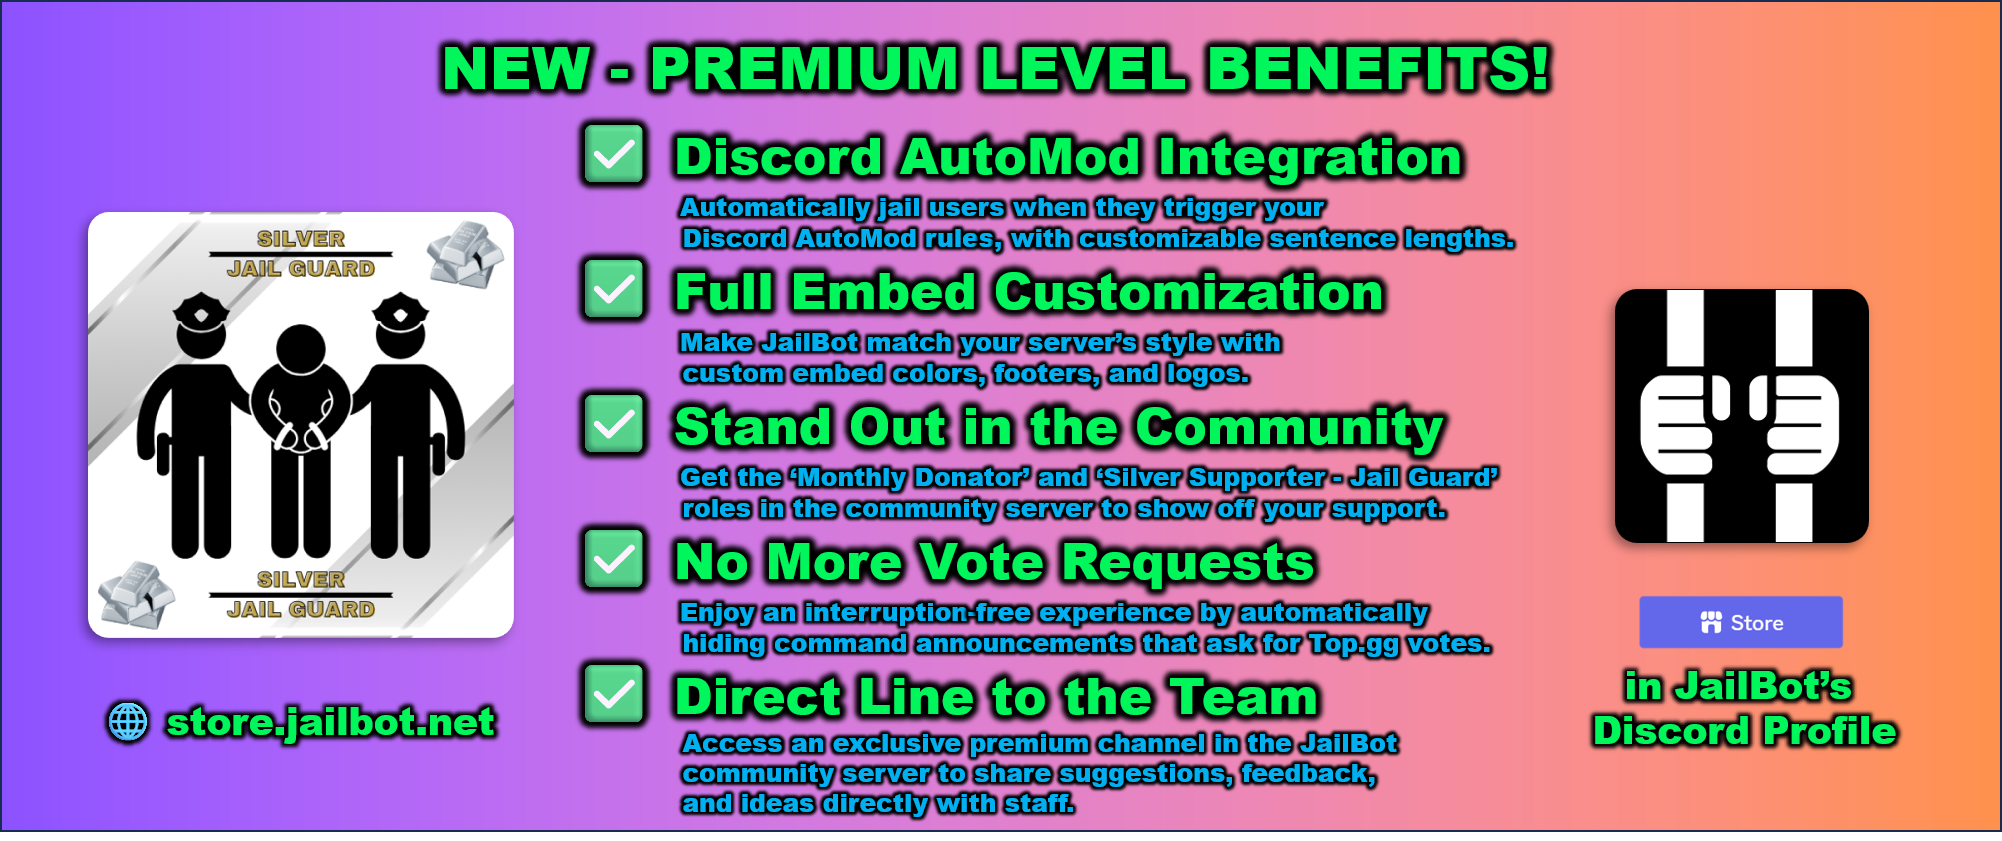 NEW - PREMIUM LEVEL BENEFITS!
Discord AutoMod Integration
Automatically jail users when they trigger your
Discord AutoMod rules, with customizable sentence lengths.
Full Embed Customization
Make JailBot match your server's style with
custom embed colors, footers, and logos.
Stand Out in the Community
Get the ‘Monthly Donator’ and ‘Silver Supporter - Jail Guard’
roles in the community server to show off your support.
No More Vote Requests
Enjoy an interruption-free experience by automatically
hiding command announcements that ask for Top.gg votes.
Direct Line to the Team
Access an exclusive premium channel in the JailBot
community server to share suggestions, feedback,
and ideas directly with staff.
SILVER
JAIL GUARD
SILVER
JAIL GUARD
store.jailbot.net
Store
in JailBot’s
Discord Profile